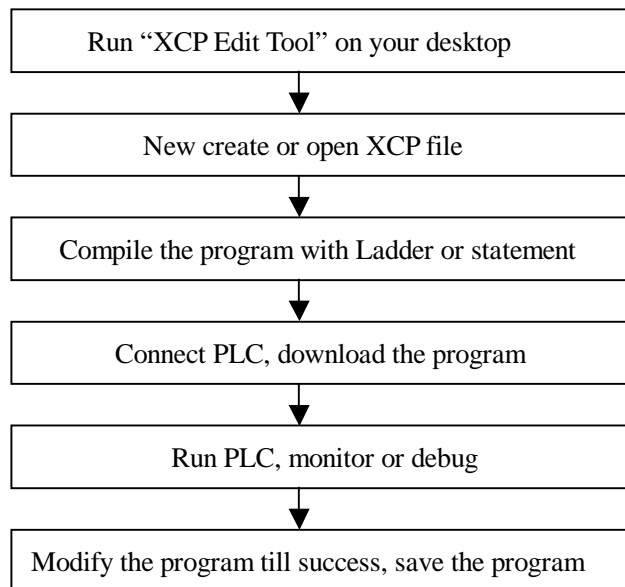 Run “XCP Edit Tool” on your desktop
New create or open XCP file
Compile the program with Ladder or statement
Connect PLC, download the program
Run PLC, monitor or debug
Modify the program till success, save the program